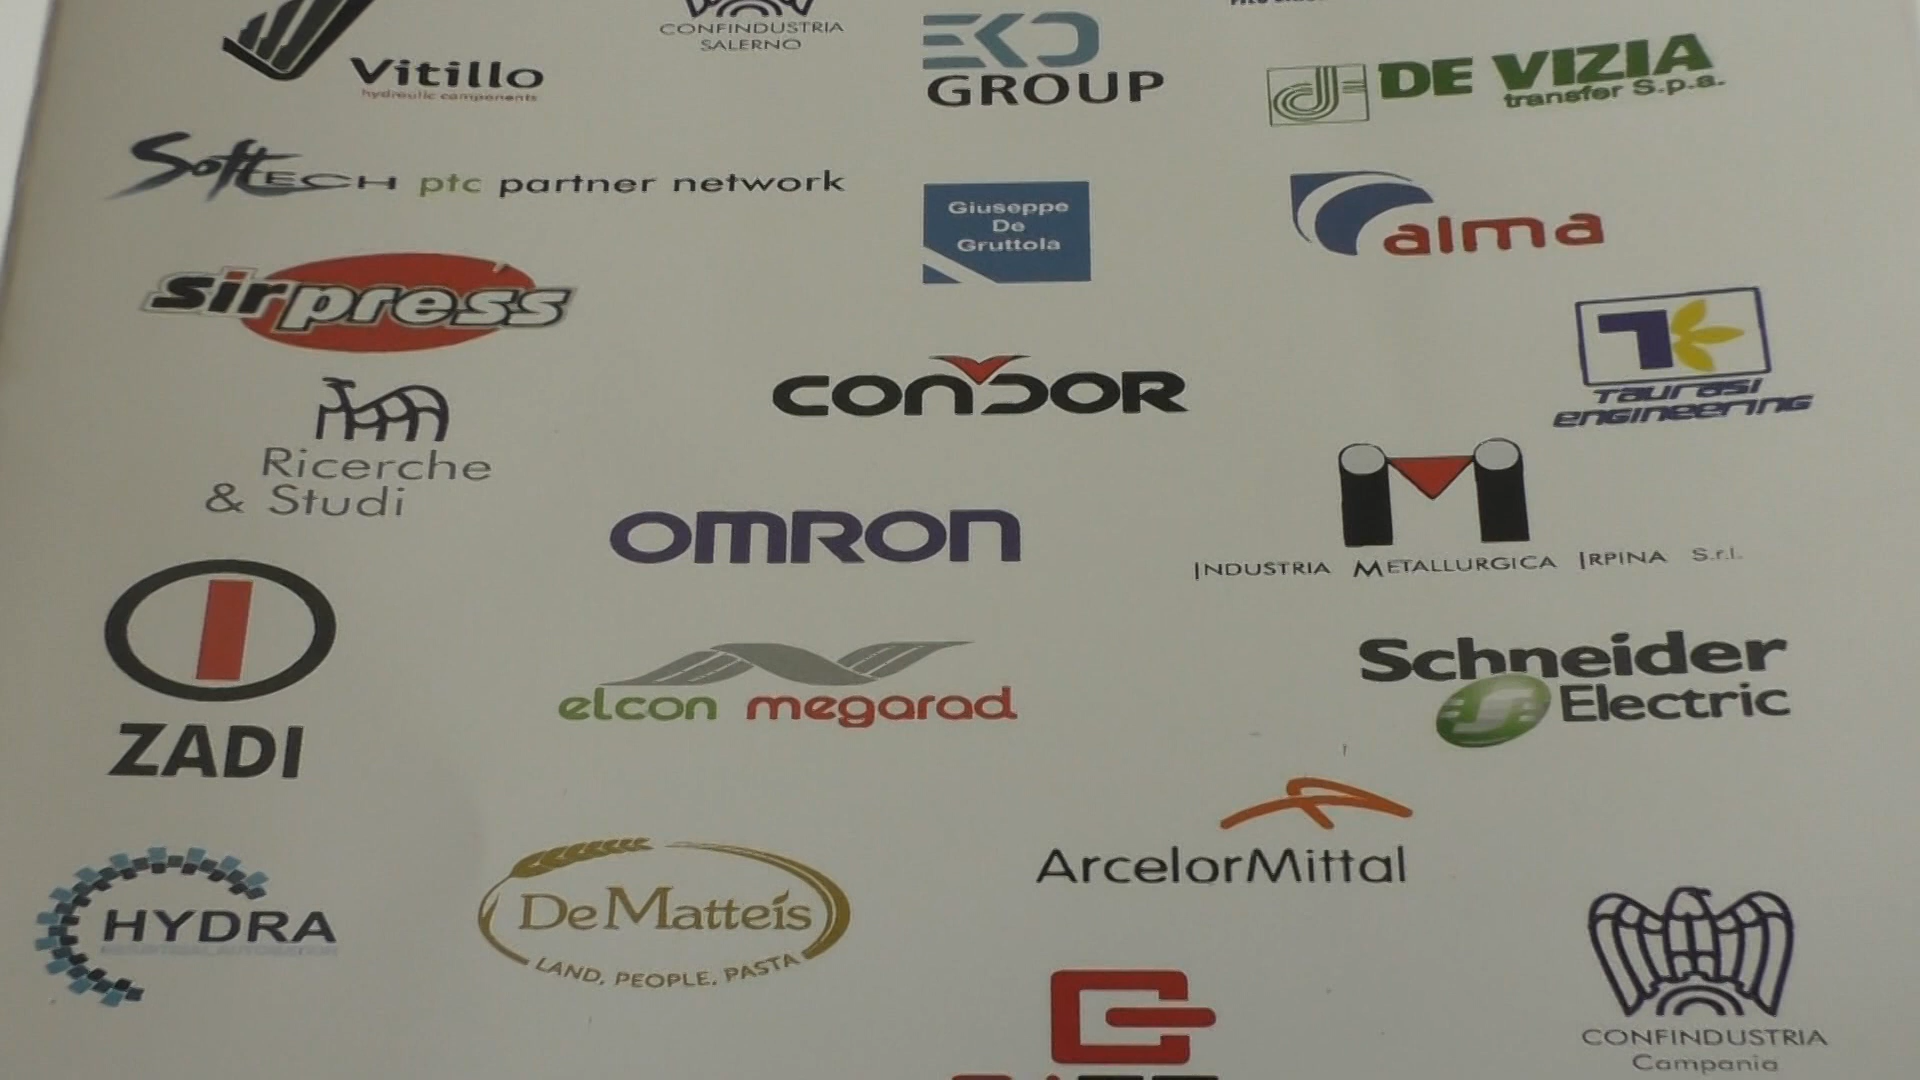 CONFINDUSTRIA
SALERNO
EKO
GROUP
Vitillo
hydraulic components
DE VIZIA
transfer S.p.a.
SoftTECH ptc partner network
Giuseppe
De
Gruttola
alma
sirpress
CONDOR
TAURASI
ENGINEERING
Ricerche
& Studi
OMRON
INDUSTRIA METALLURGICA IRPINA S.r.l.
ZADI
elcon megarad
Schneider
Electric
ArcelorMittal
HYDRA
De Matteis
LAND, PEOPLE, PASTA
CONFINDUSTRIA
Campania